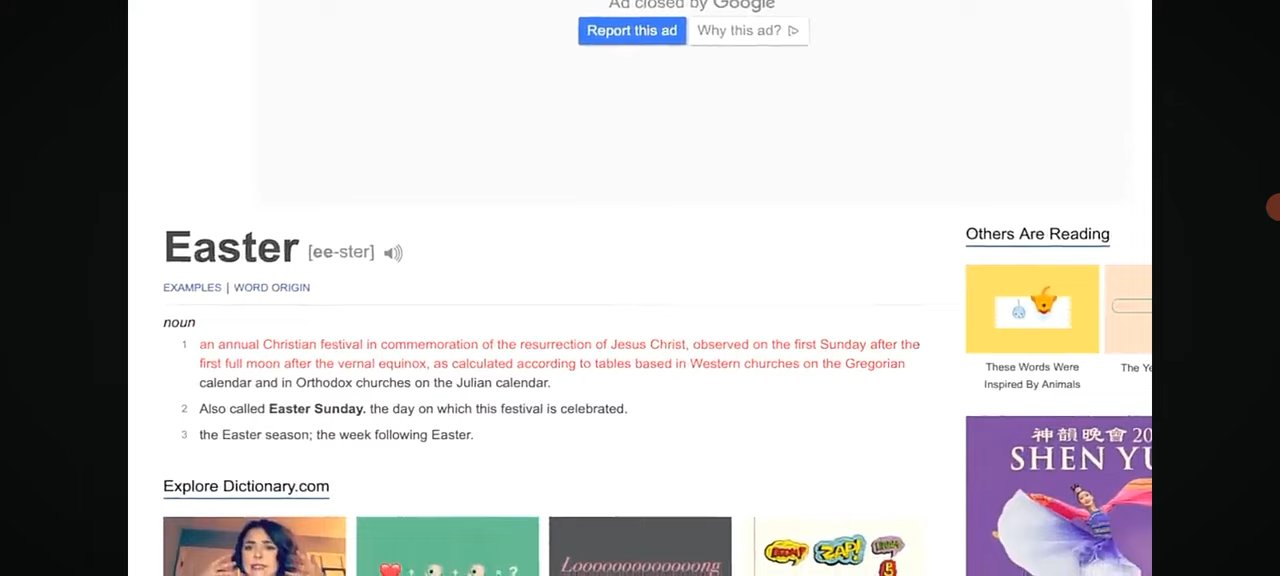 Ad closed by Google
Report this ad
Why this ad?
Easter [ee-ster]
EXAMPLES | WORD ORIGIN
noun
1 an annual Christian festival in commemoration of the resurrection of Jesus Christ, observed on the first Sunday after the
first full moon after the vernal equinox, as calculated according to tables based in Western churches on the Gregorian
calendar and in Orthodox churches on the Julian calendar.
2 Also called Easter Sunday. the day on which this festival is celebrated.
3 the Easter season; the week following Easter.
Explore Dictionary.com
Looooooooooooong
ZAP!
Others Are Reading
These Words Were
Inspired By Animals
The
神韻晚會 20
SHEN